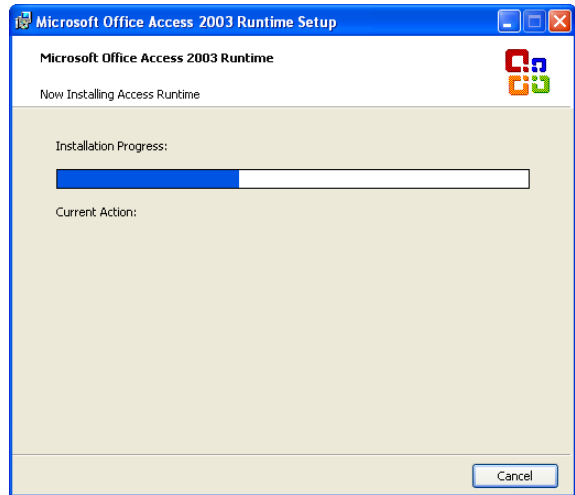 Microsoft Office Access 2003 Runtime Setup
Microsoft Office Access 2003 Runtime
Now Installing Access Runtime
Installation Progress:
Current Action:
Cancel